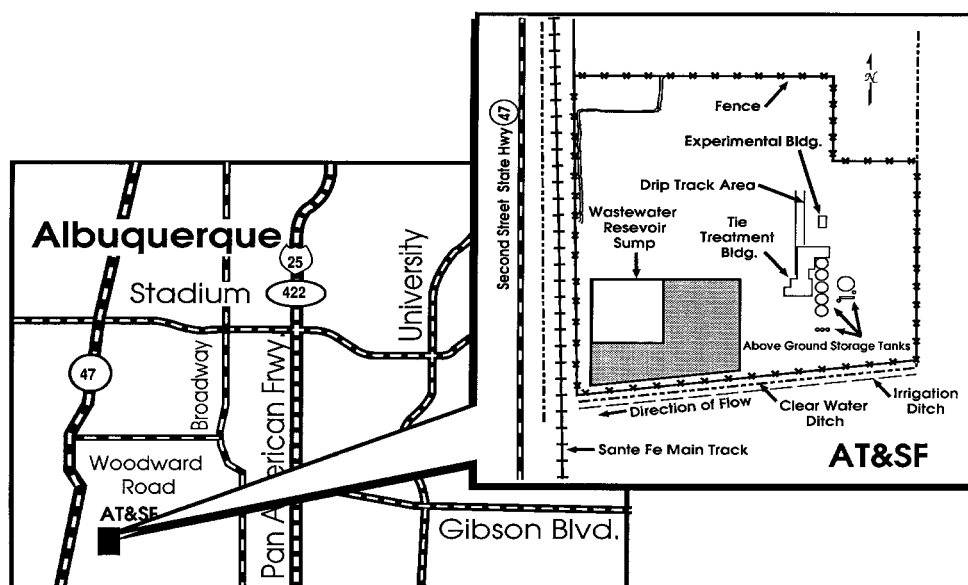 Albuquerque
25
422
Stadium
University
47
Broadway
Pan American Frwy
Woodward
Road
AT&SF
Gibson Blvd.
Second Street State Hwy 47
N
Fence
Experimental Bldg.
Drip Track Area
Wastewater
Resevoir
Sump
Tie
Treatment
Bldg.
Above Ground Storage Tanks
Direction of Flow
Clear Water
Ditch
Irrigation
Ditch
Sante Fe Main Track
AT&SF